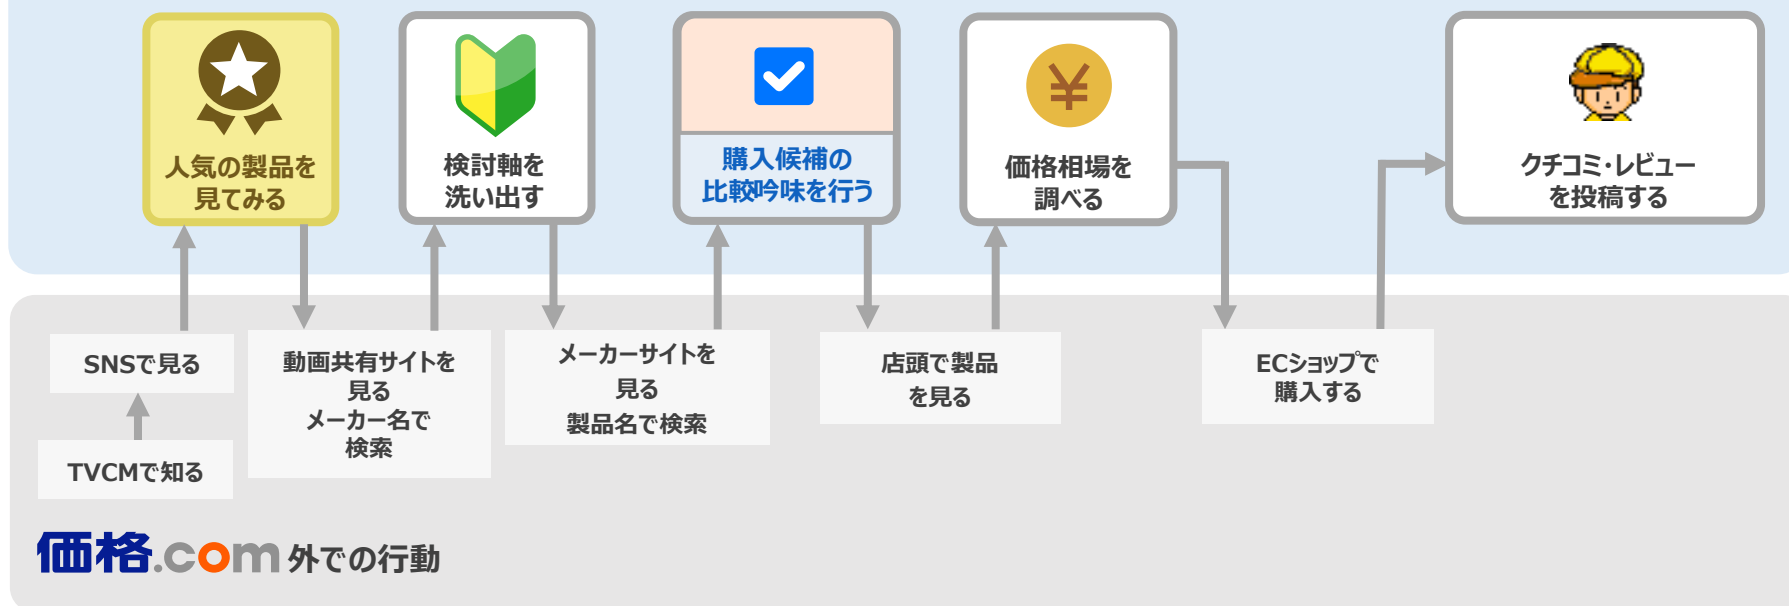 人気の製品を
見てみる
検討軸を
洗い出す
購入候補の
比較吟味を行う
¥
価格相場を
調べる
クチコミ・レビュー
を投稿する
SNSで見る
TVCMで知る
動画共有サイトを
見る
メーカー名で
検索
メーカーサイトを
見る
製品名で検索
店頭で製品
を見る
ECショップで
購入する
価格.com 外での行動